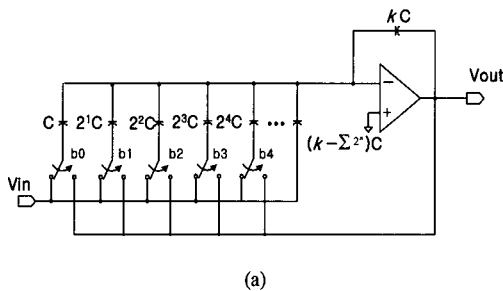 kC
Vout
−
+
C 2¹C 2²C 2³C 2⁴C •••
(k−Σ2ⁿ)C
b0 b1 b2 b3 b4
Vin
(a)